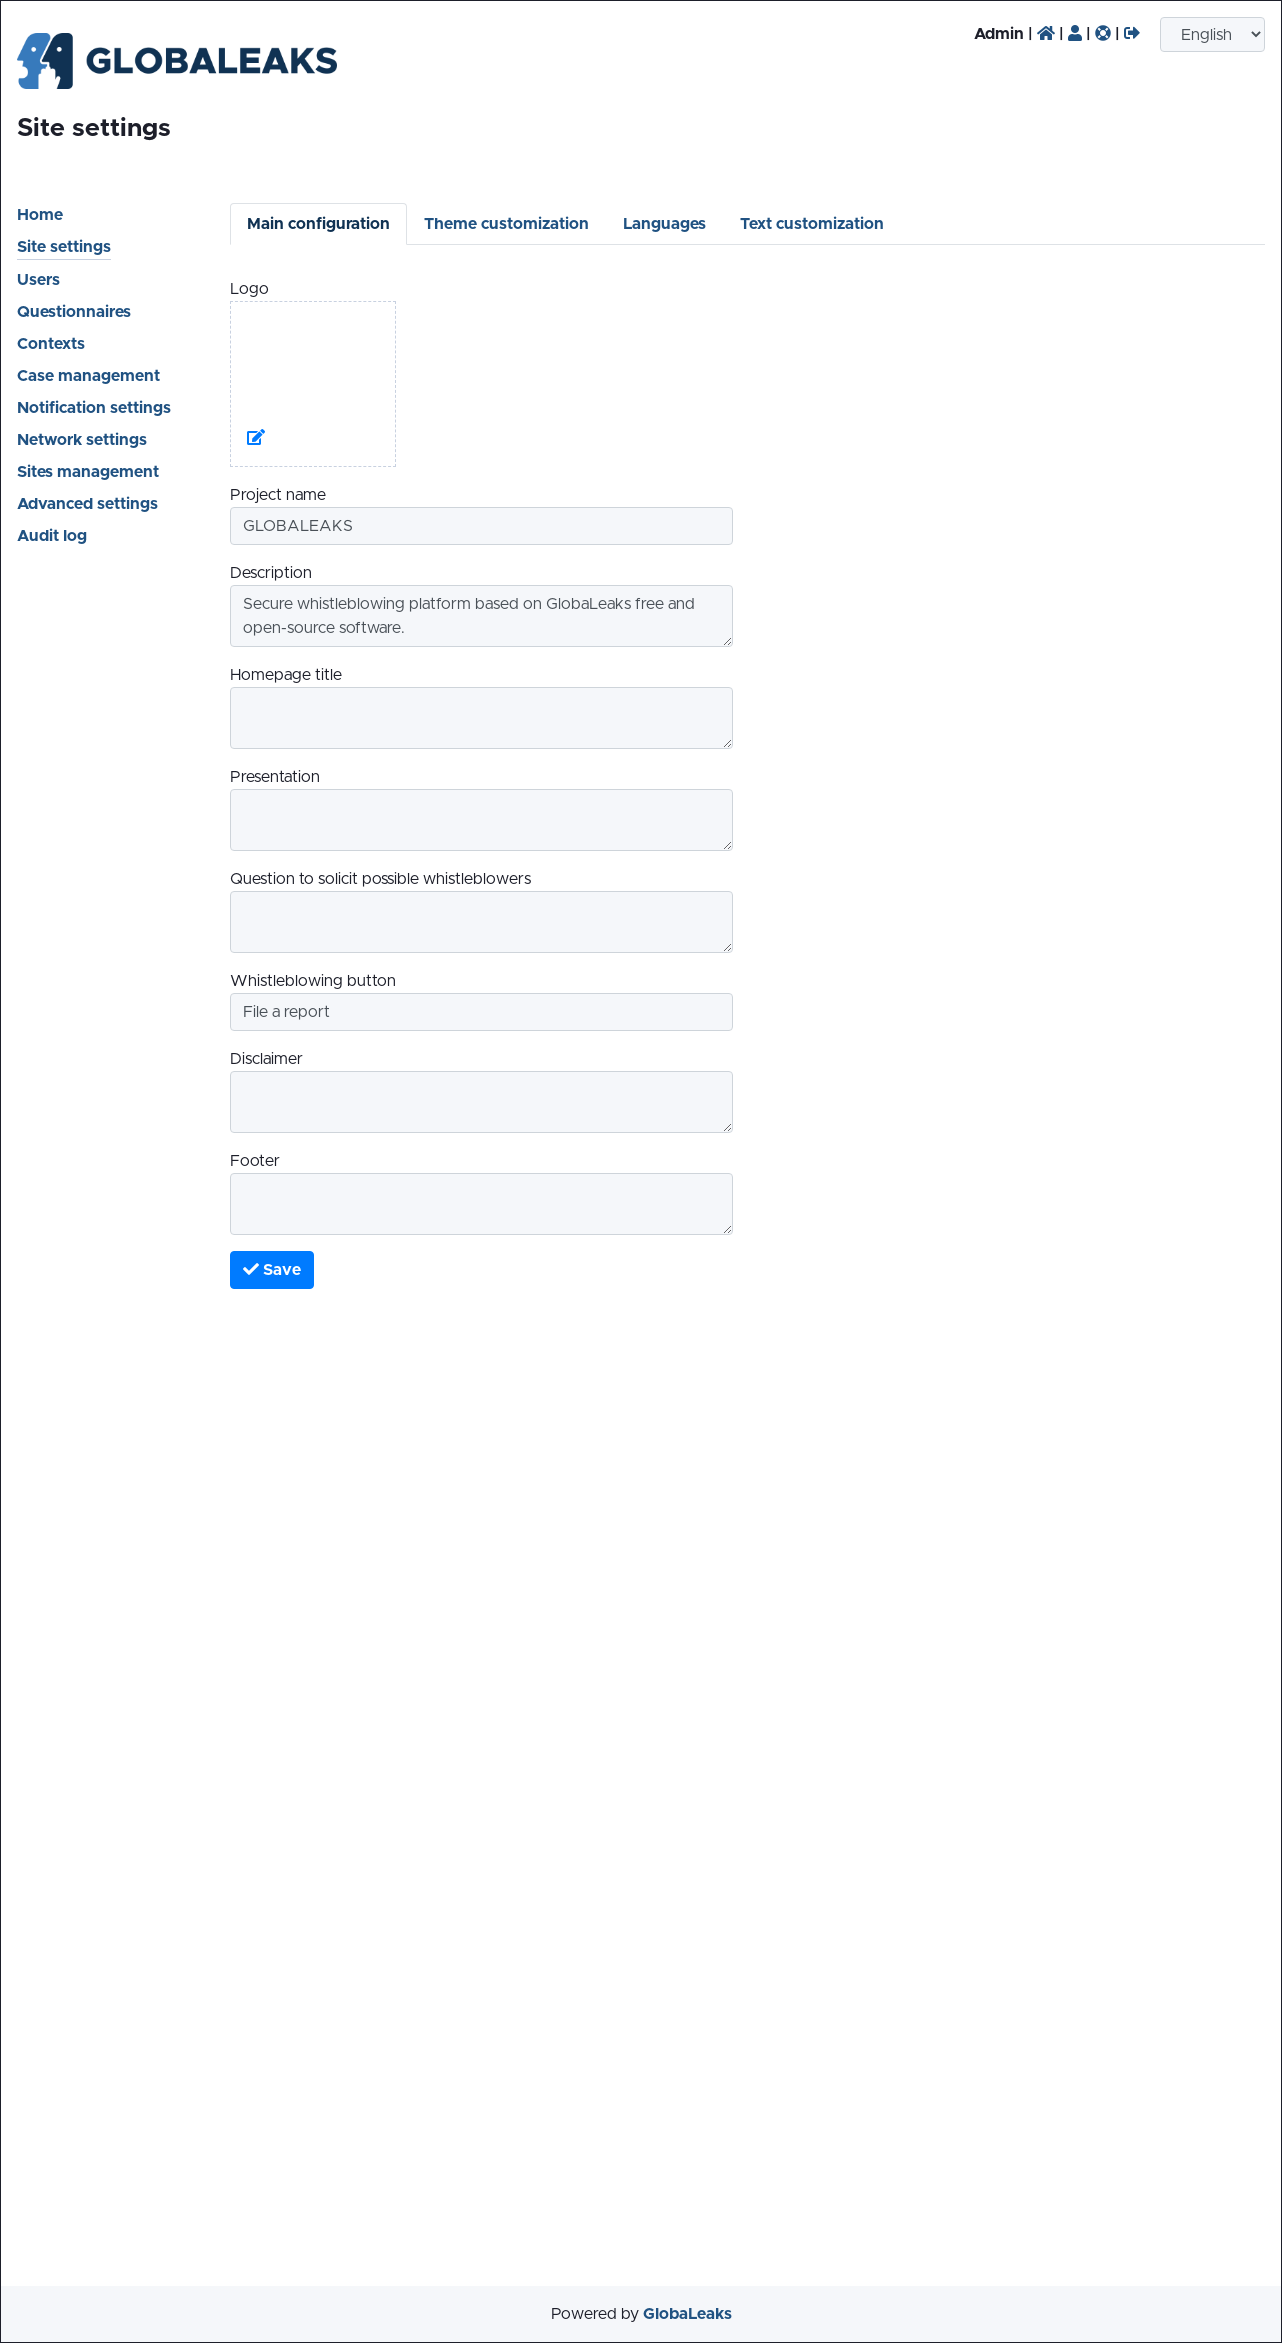 GLOBALEAKS
Admin | | | |
English
Site settings
Home
Site settings
Users
Questionnaires
Contexts
Case management
Notification settings
Network settings
Sites management
Advanced settings
Audit log
Main configuration
Theme customization
Languages
Text customization
Logo
Project name
GLOBALEAKS
Description
Secure whistleblowing platform based on GlobaLeaks free and
open-source software.
Homepage title
Presentation
Question to solicit possible whistleblowers
Whistleblowing button
File a report
Disclaimer
Footer
Save
Powered by GlobaLeaks